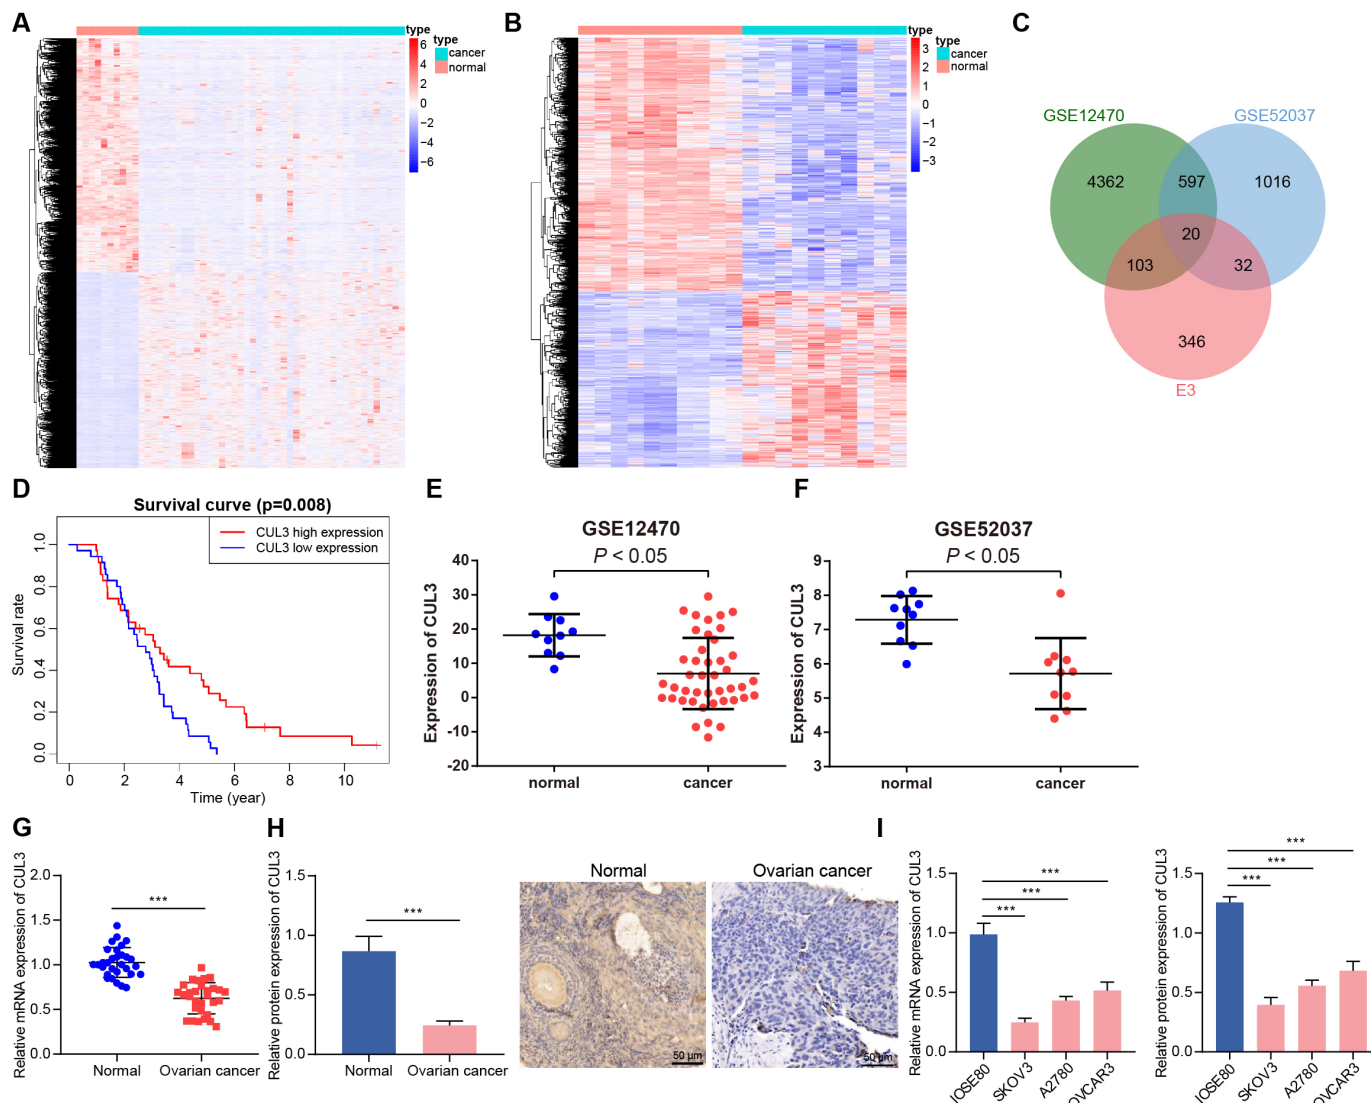 A
type
6
4
2
0
−2
−4
−6
type
cancer
normal
B
type
3
2
1
0
−1
−2
−3
type
cancer
normal
C
GSE12470
GSE52037
4362
597
1016
20
103
32
346
E3
D
Survival curve (p=0.008)
CUL3 high expression
CUL3 low expression
Survival rate
1.0
0.8
0.6
0.4
0.2
0.0
0 2 4 6 8 10
Time (year)
E
GSE12470
P < 0.05
Expression of CUL3
40
30
20
10
0
-10
-20
normal cancer
F
GSE52037
P < 0.05
Expression of CUL3
9
8
7
6
5
4
3
normal cancer
G
Relative mRNA expression of CUL3
2.0
1.5
1.0
0.5
0.0
***
Normal Ovarian cancer
H
Relative protein expression of CUL3
1.5
1.0
0.5
0.0
***
Normal Ovarian cancer
Normal
50 µm
Ovarian cancer
50 µm
I
Relative mRNA expression of CUL3
1.5
1.0
0.5
0.0
***
***
***
IOSE80 SKOV3 A2780 OVCAR3
Relative protein expression of CUL3
1.5
1.0
0.5
0.0
***
***
***
IOSE80 SKOV3 A2780 OVCAR3